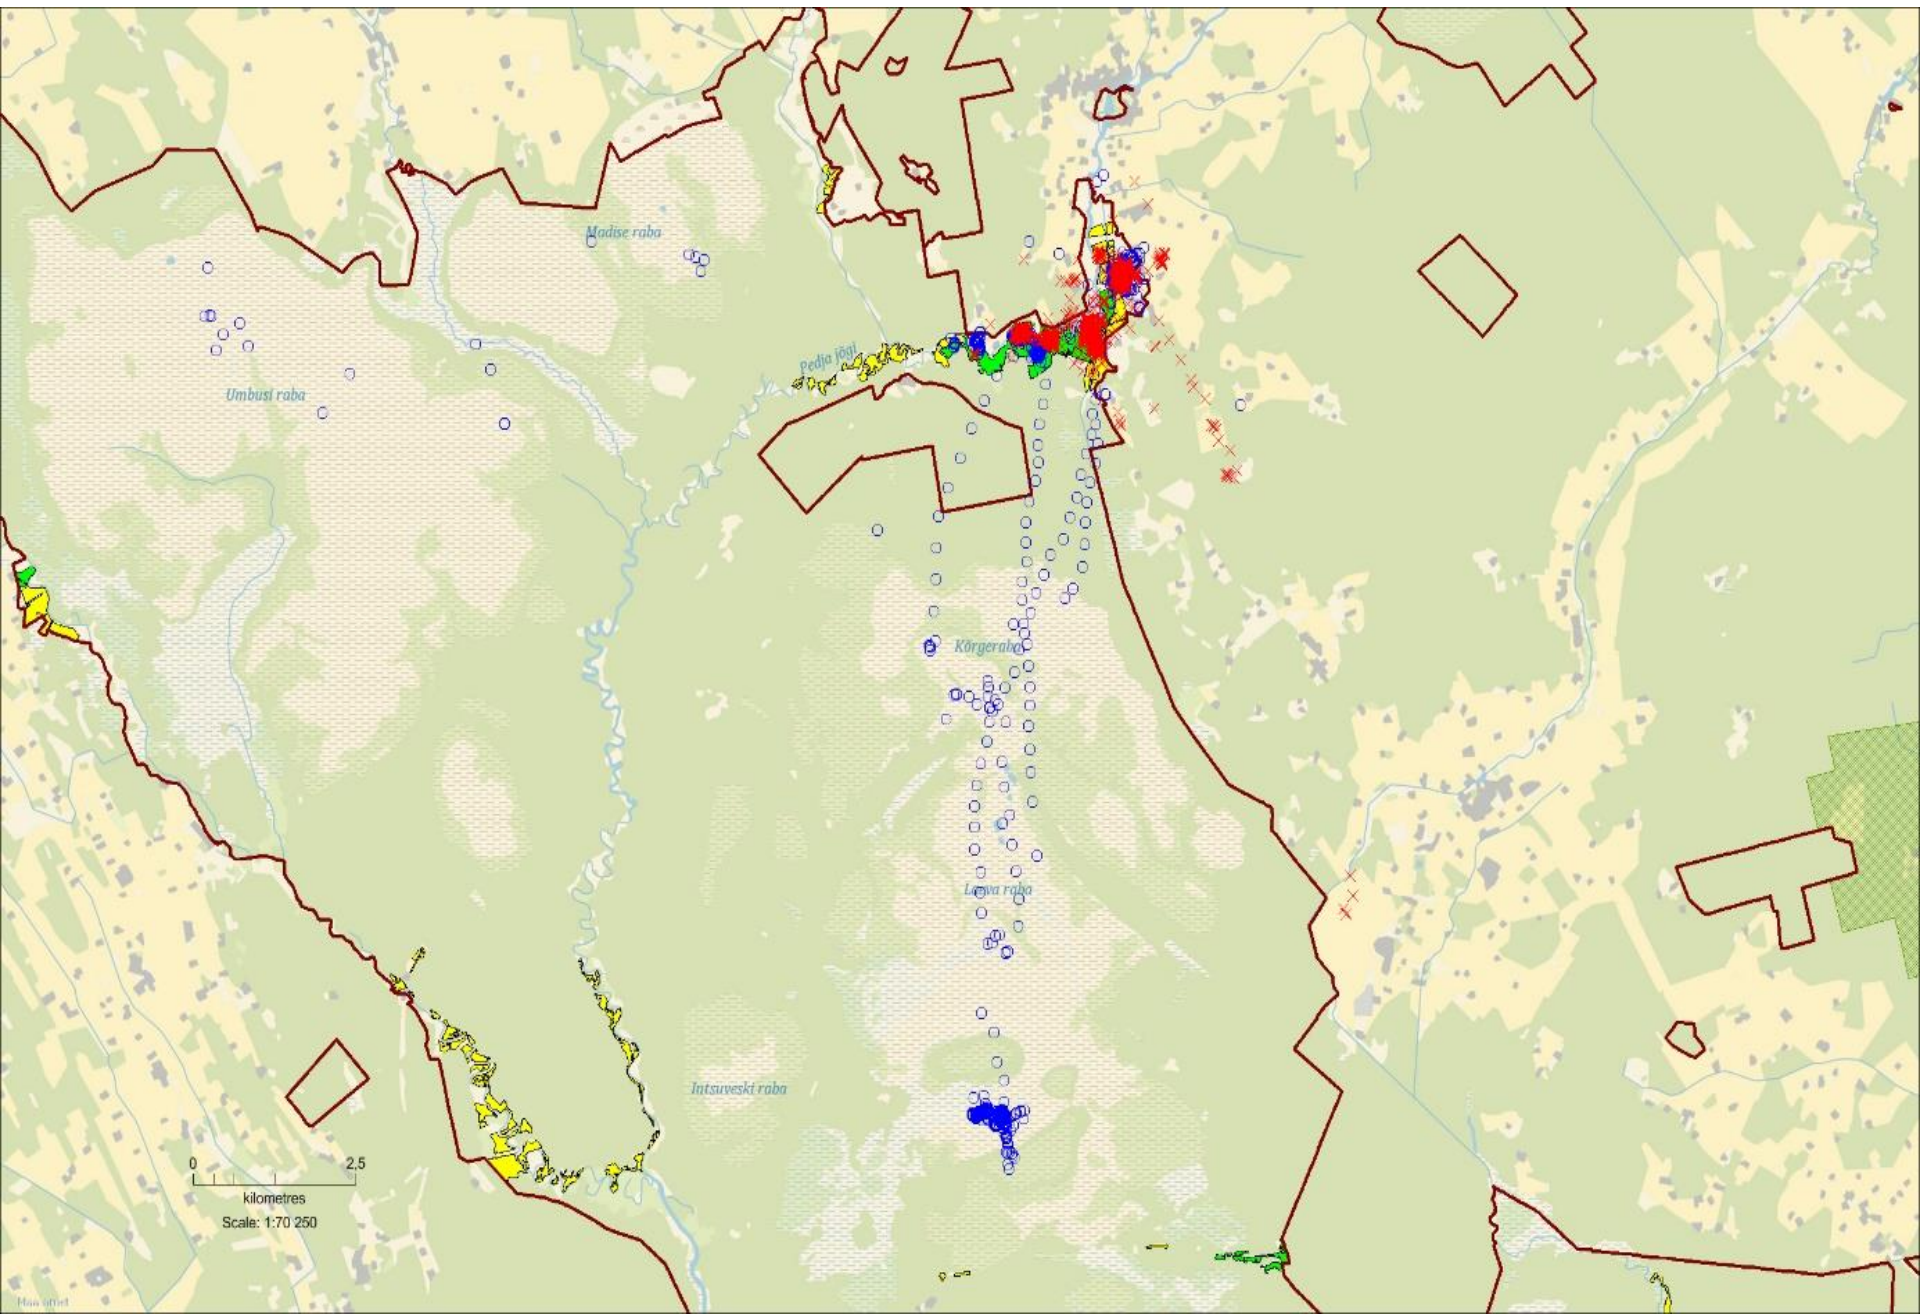 Madise raba
Pedja jõgi
Umbusi raba
Kõrgeraba
Laeva raba
Intsuveski raba
0 2,5
kilometres
Scale: 1:70 250